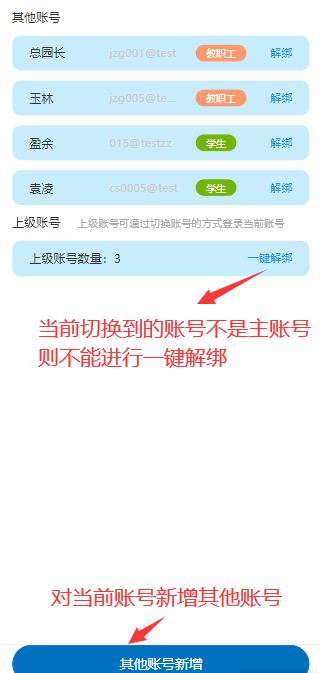 其他账号
总园长 jzg001@test 教职工 解绑
玉林 jzg005@te... 教职工 解绑
盈余 015@testzz 学生 解绑
袁凌 cs0005@test 学生 解绑
上级账号 上级账号可通过切换账号的方式登录当前账号
上级账号数量：3 一键解绑
当前切换到的账号不是主账号
则不能进行一键解绑
对当前账号新增其他账号
其他账号新增